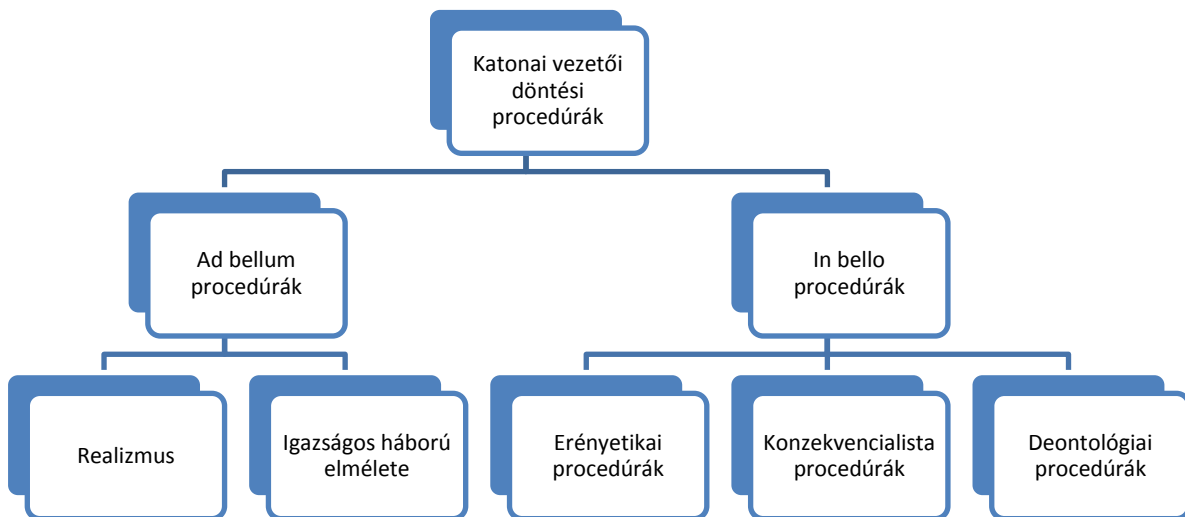 Katonai vezetői
döntési
procedúrák
Ad bellum
procedúrák
In bello
procedúrák
Realizmus
Igazságos háború
elmélete
Erényetikai
procedúrák
Konzekvencialista
procedúrák
Deontológiai
procedúrák